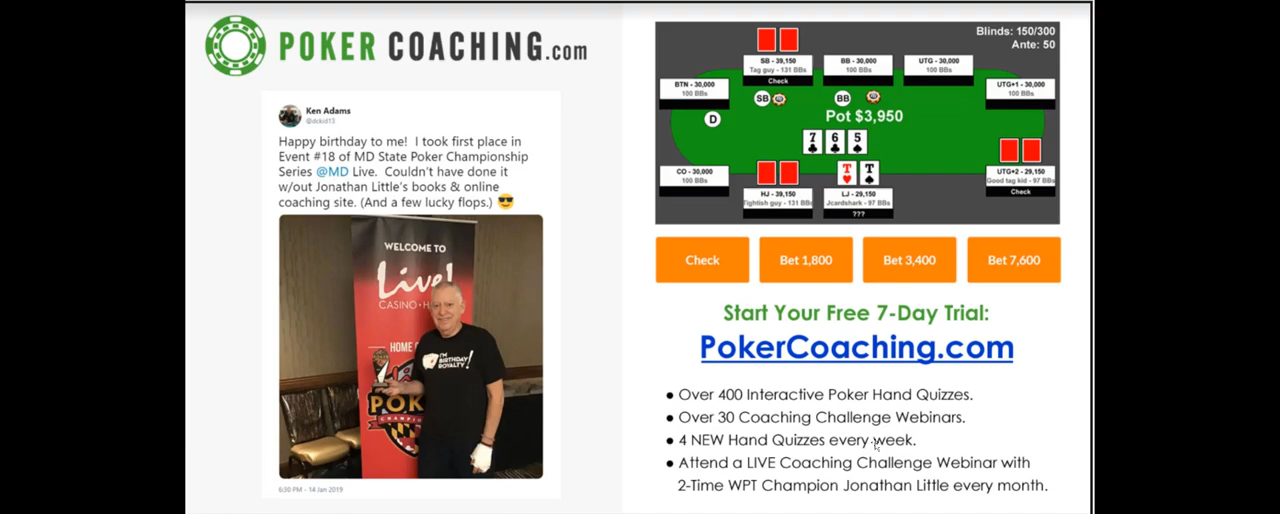 POKER COACHING.com
Ken Adams
@dckid13
Happy birthday to me! I took first place in
Event #18 of MD State Poker Championship
Series @MD Live. Couldn't have done it
w/out Jonathan Little's books & online
coaching site. (And a few lucky flops.) 😎
WELCOME TO
Live!
CASINO • H
HOME
I'M
BIRTHDAY
ROYALTY!
POK
CHAMPION
6:30 PM - 14 Jan 2019
Blinds: 150/300
Ante: 50
SB - 39,150
Tag guy - 131 BBs
Check
BB - 30,000
100 BBs
UTG - 30,000
100 BBs
BTN - 30,000
100 BBs
UTG+1 - 30,000
100 BBs
SB
BB
D
Pot $3,950
7 6 5
T T
CO - 30,000
100 BBs
HJ - 39,150
Tightish guy - 131 BBs
LJ - 29,150
Jcardshark - 97 BBs
???
UTG+2 - 29,150
Good tag kid - 97 BBs
Check
Check
Bet 1,800
Bet 3,400
Bet 7,600
Start Your Free 7-Day Trial:
PokerCoaching.com
● Over 400 Interactive Poker Hand Quizzes.
● Over 30 Coaching Challenge Webinars.
● 4 NEW Hand Quizzes every week.
● Attend a LIVE Coaching Challenge Webinar with
2-Time WPT Champion Jonathan Little every month.